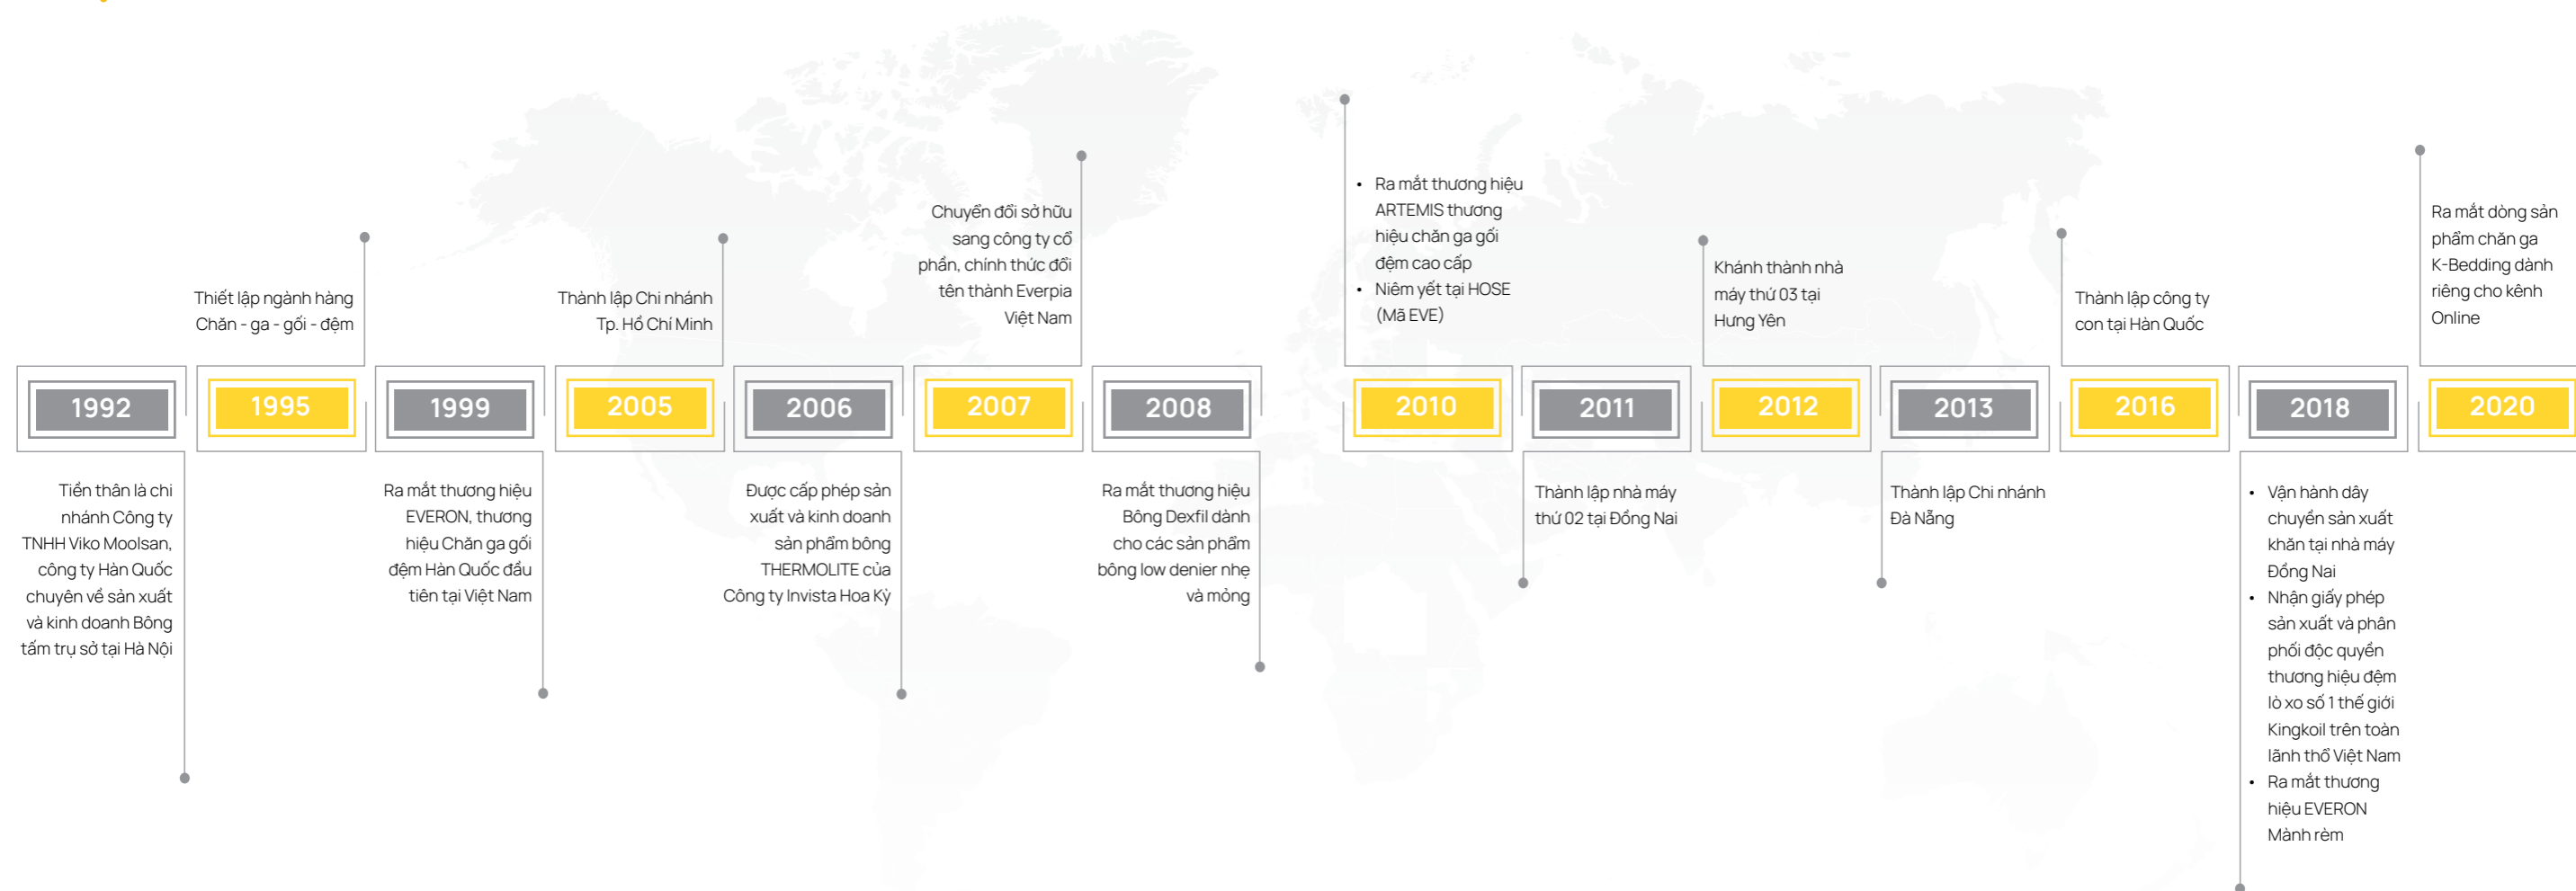 1992
Tiền thân là chi
nhánh Công ty
TNHH Viko Moolsan,
công ty Hàn Quốc
chuyên về sản xuất
và kinh doanh Bông
tấm trụ sở tại Hà Nội
Thiết lập ngành hàng
Chăn - ga - gối - đệm
1995
1999
Ra mắt thương hiệu
EVERON, thương
hiệu Chăn ga gối
đệm Hàn Quốc đầu
tiên tại Việt Nam
Thành lập Chi nhánh
Tp. Hồ Chí Minh
2005
2006
Được cấp phép sản
xuất và kinh doanh
sản phẩm bông
THERMOLITE của
Công ty Invista Hoa Kỳ
Chuyển đổi sở hữu
sang công ty cổ
phần, chính thức đổi
tên thành Everpia
Việt Nam
2007
2008
Ra mắt thương hiệu
Bông Dexfil dành
cho các sản phẩm
bông low denier nhẹ
và mỏng
• Ra mắt thương hiệu
ARTEMIS thương
hiệu chăn ga gối
đệm cao cấp
• Niêm yết tại HOSE
(Mã EVE)
2010
2011
Thành lập nhà máy
thứ 02 tại Đồng Nai
Khánh thành nhà
máy thứ 03 tại
Hưng Yên
2012
2013
Thành lập Chi nhánh
Đà Nẵng
Thành lập công ty
con tại Hàn Quốc
2016
2018
• Vận hành dây
chuyền sản xuất
khăn tại nhà máy
Đồng Nai
• Nhận giấy phép
sản xuất và phân
phối độc quyền
thương hiệu đệm
lò xo số 1 thế giới
Kingkoil trên toàn
lãnh thổ Việt Nam
• Ra mắt thương
hiệu EVERON
Mành rèm
Ra mắt dòng sản
phẩm chăn ga
K-Bedding dành
riêng cho kênh
Online
2020